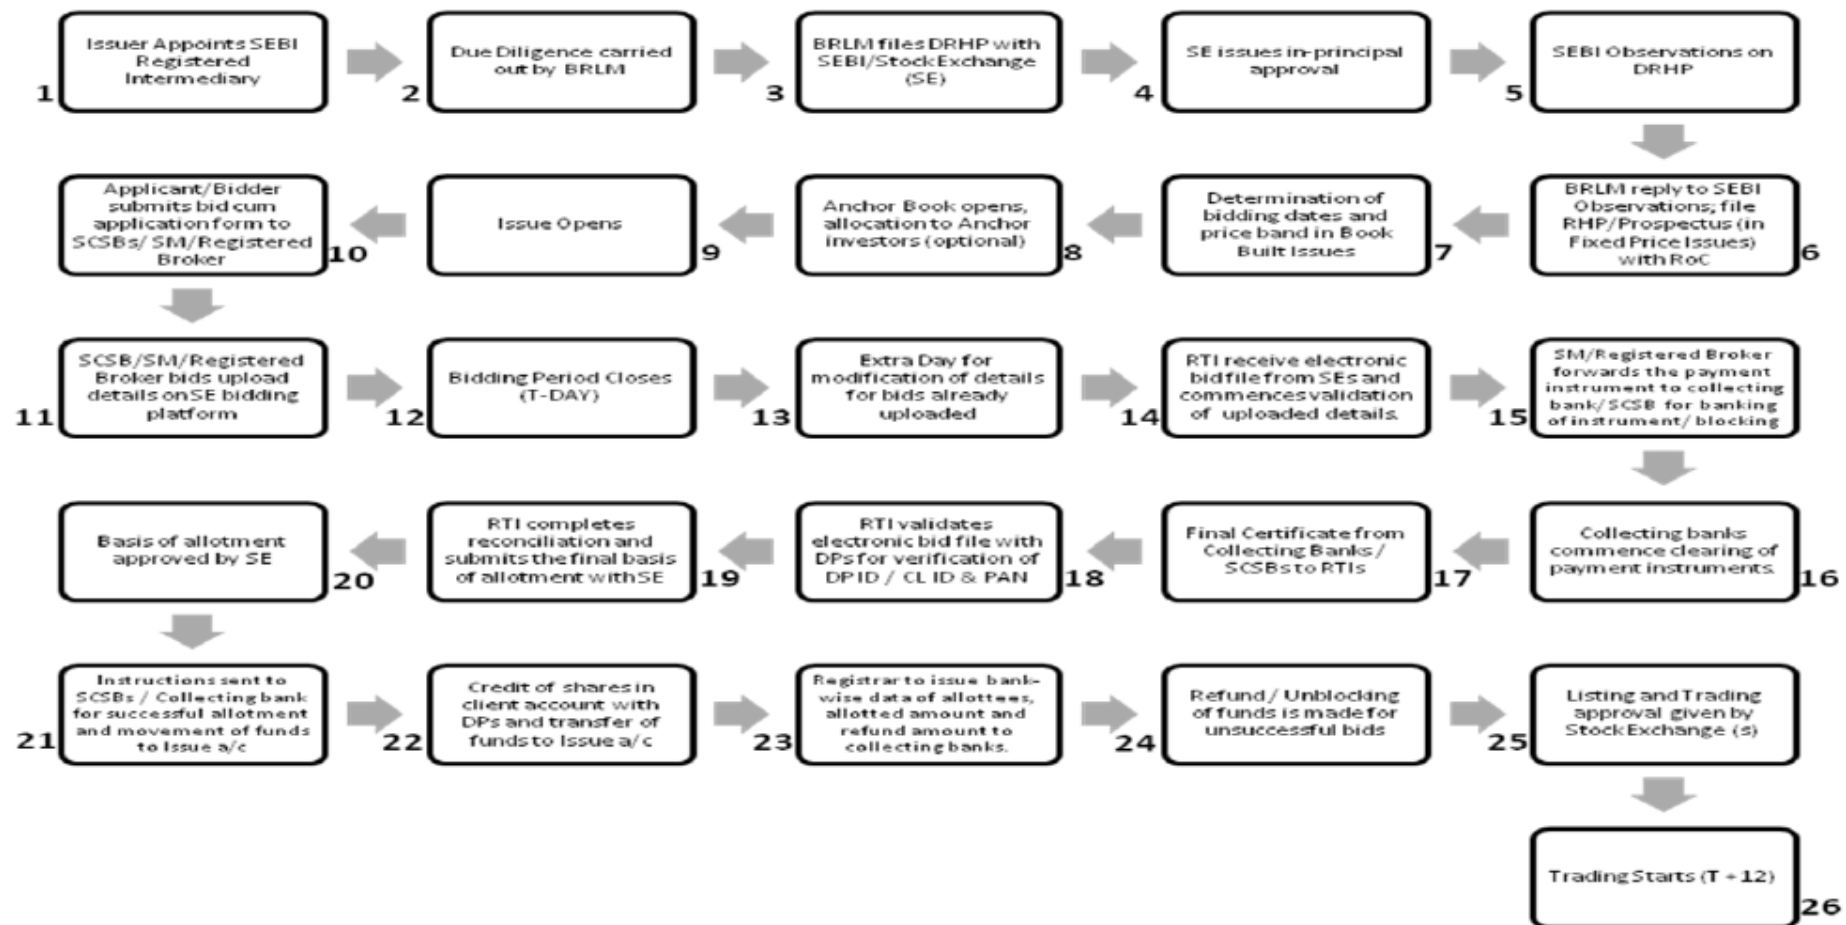 Issuer Appoints SEBI
Registered
Intermediary
1
Due Diligence carried
out by BRLM
2
BRLM files DRHP with
SEBI/Stock Exchange
(SE)
3
SE issues in-principal
approval
4
SEBI Observations on
DRHP
5
BRLM reply to SEBI
Observations; file
RHP/Prospectus (in
Fixed Price Issues)
with RoC
6
Determination of
bidding dates and
price band in Book
Built Issues
7
Anchor Book opens,
allocation to Anchor
investors (optional)
8
Issue Opens
9
Applicant/Bidder
submits bid cum
application form to
SCSBs/ SM/Registered
Broker
10
SCSB/SM/Registered
Broker bids upload
details on SE bidding
platform
11
Bidding Period Closes
(T-DAY)
12
Extra Day for
modification of details
for bids already
uploaded
13
RTI receive electronic
bid file from SEs and
commences validation
of uploaded details.
14
SM/Registered Broker
forwards the payment
instrument to collecting
bank/SCSB for banking
of instrument/ blocking
15
Collecting banks
commence clearing of
payment instruments.
16
Final Certificate from
Collecting Banks /
SCSBs to RTIs
17
RTI validates
electronic bid file with
DPs for verification of
DP ID / CL ID & PAN
18
RTI completes
reconciliation and
submits the final basis
of allotment with SE
19
Basis of allotment
approved by SE
20
Instructions sent to
SCSBs / Collecting bank
for successful allotment
and movement of funds
to Issue a/c
21
Credit of shares in
client account with
DPs and transfer of
funds to Issue a/c
22
Registrar to issue bank-
wise data of allottees,
allotted amount and
refund amount to
collecting banks.
23
Refund / Unblocking
of funds is made for
unsuccessful bids
24
Listing and Trading
approval given by
Stock Exchange (s)
25
Trading Starts (T + 12)
26